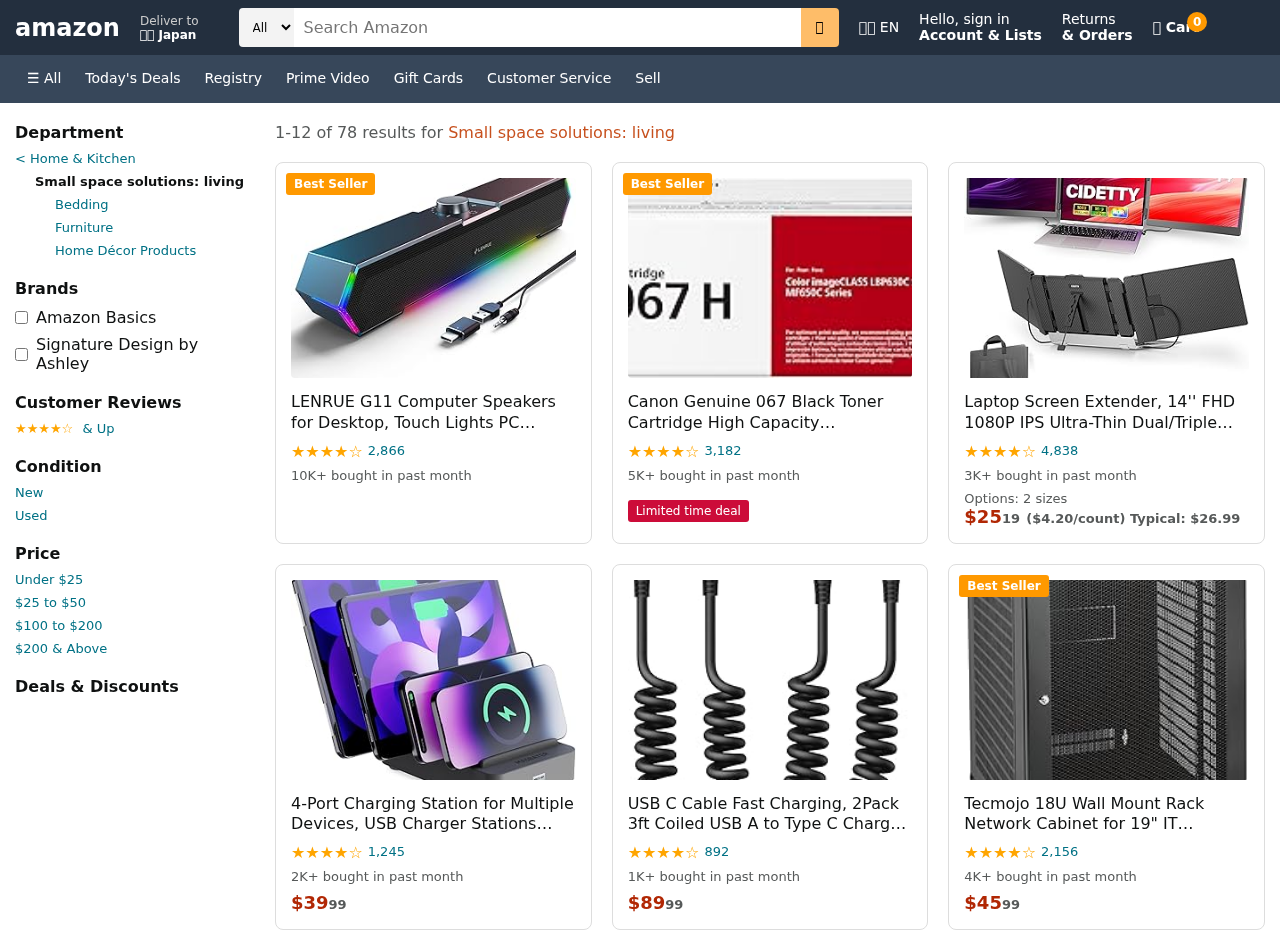 amazon
Deliver to
Japan
All
Search Amazon
EN
Hello, sign in
Account & Lists
Returns
& Orders
0
☰ All
Today's Deals
Registry
Prime Video
Gift Cards
Customer Service
Sell
Department
< Home & Kitchen
Small space solutions: living
Bedding
Furniture
Home Décor Products
Brands
Amazon Basics
Signature Design by
Ashley
Customer Reviews
★★★★☆ & Up
Condition
New
Used
Price
Under $25
$25 to $50
$100 to $200
$200 & Above
Deals & Discounts
1-12 of 78 results for Small space solutions: living
Best Seller
LENRUE G11 Computer Speakers
for Desktop, Touch Lights PC…
★★★★☆ 2,866
10K+ bought in past month
Best Seller
067 H
For: Pour: Para:
Color imageCLASS LBP630C
MF650C Series
Canon Genuine 067 Black Toner
Cartridge High Capacity…
★★★★☆ 3,182
5K+ bought in past month
Limited time deal
CIDETTY
Laptop Screen Extender, 14'' FHD
1080P IPS Ultra-Thin Dual/Triple…
★★★★☆ 4,838
3K+ bought in past month
Options: 2 sizes
$2519 ($4.20/count) Typical: $26.99
4-Port Charging Station for Multiple
Devices, USB Charger Stations…
★★★★☆ 1,245
2K+ bought in past month
$3999
USB C Cable Fast Charging, 2Pack
3ft Coiled USB A to Type C Charg…
★★★★☆ 892
1K+ bought in past month
$8999
Best Seller
Tecmojo 18U Wall Mount Rack
Network Cabinet for 19" IT…
★★★★☆ 2,156
4K+ bought in past month
$4599